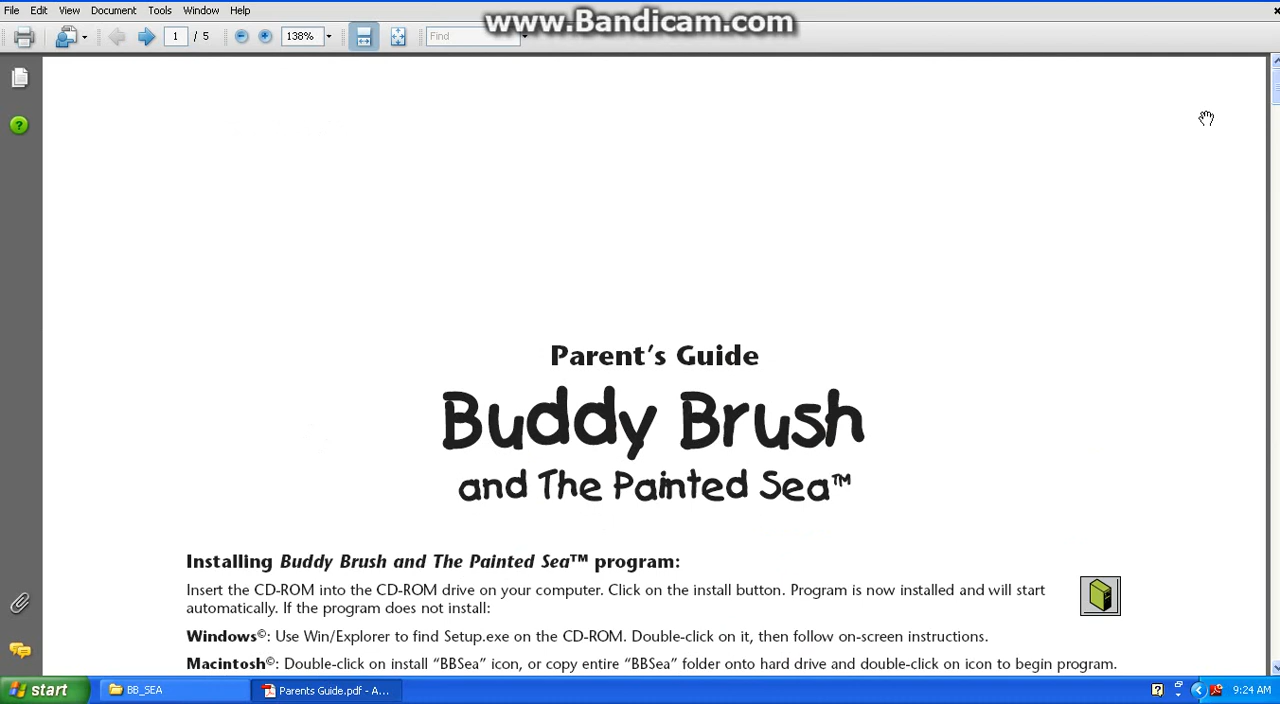 www.Bandicam.com
File Edit View Document Tools Window Help
1 / 5 138% Find
Parent's Guide
Buddy Brush
and The Painted Sea™
Installing Buddy Brush and The Painted Sea™ program:
Insert the CD-ROM into the CD-ROM drive on your computer. Click on the install button. Program is now installed and will start
automatically. If the program does not install:
Windows©: Use Win/Explorer to find Setup.exe on the CD-ROM. Double-click on it, then follow on-screen instructions.
Macintosh©: Double-click on install “BBSea” icon, or copy entire “BBSea” folder onto hard drive and double-click on icon to begin program.
start BB_SEA Parents Guide.pdf - A... 9:24 AM